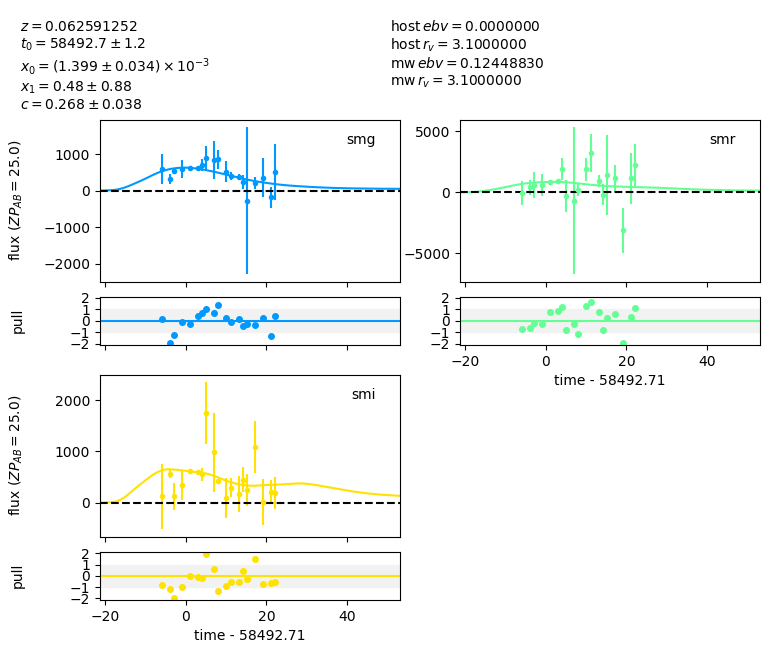 z = 0.062591252
t₀ = 58492.7 ± 1.2
x₀ = (1.399 ± 0.034) × 10⁻³
x₁ = 0.48 ± 0.88
c = 0.268 ± 0.038
host ebv = 0.0000000
host r_v = 3.1000000
mw ebv = 0.12448830
mw r_v = 3.1000000
smg
1000
0
−1000
−2000
flux (ZP_AB = 25.0)
smr
5000
0
−5000
2
1
0
−1
−2
pull
2
1
0
−1
−2
−20
0
20
40
time - 58492.71
smi
2000
1000
0
flux (ZP_AB = 25.0)
2
1
0
−1
−2
pull
−20
0
20
40
time - 58492.71